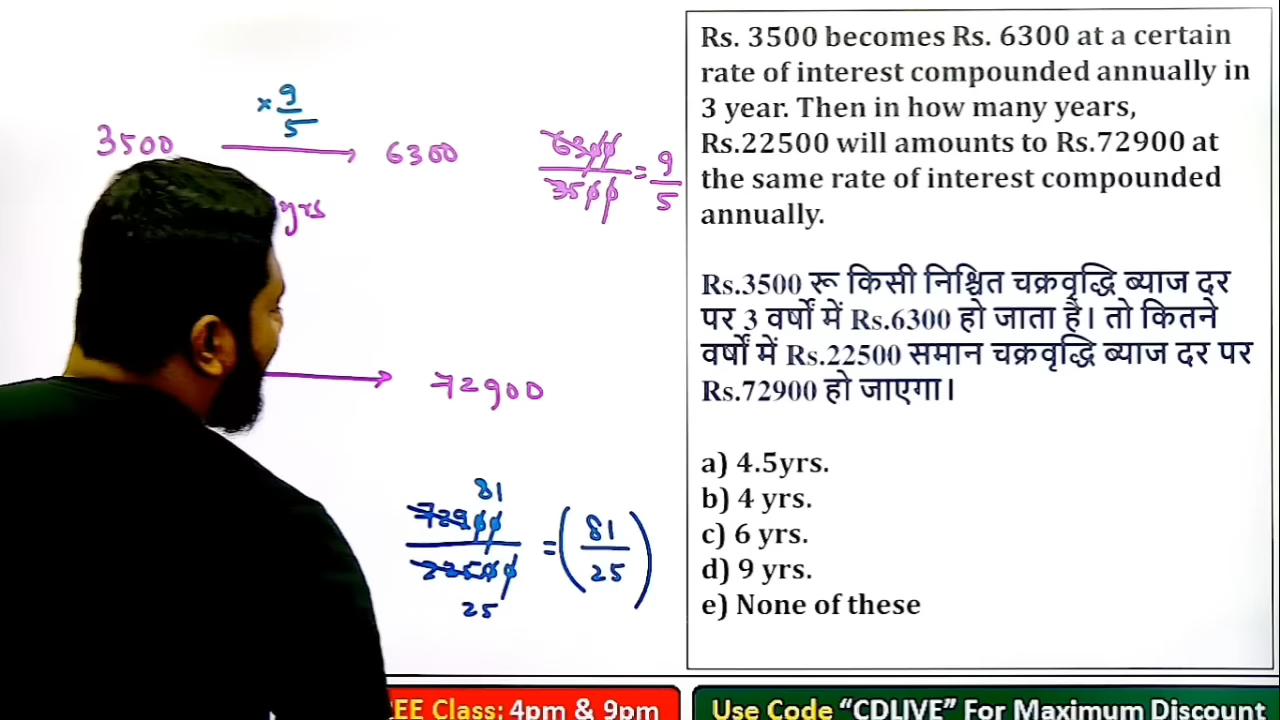 Rs. 3500 becomes Rs. 6300 at a certain
rate of interest compounded annually in
3 year. Then in how many years,
Rs.22500 will amounts to Rs.72900 at
the same rate of interest compounded
annually.
Rs.3500 रू किसी निश्चित चक्रवृद्धि ब्याज दर
पर 3 वर्षों में Rs.6300 हो जाता है। तो कितने
वर्षों में Rs.22500 समान चक्रवृद्धि ब्याज दर पर
Rs.72900 हो जाएगा।
a) 4.5yrs.
b) 4 yrs.
c) 6 yrs.
d) 9 yrs.
e) None of these
× 9/5
3500 → 6300
yrs
6300/3500 = 9/5
→ 72900
81
72900/22500 = (81/25)
25
EE Class: 4pm & 9pm
Use Code “CDLIVE” For Maximum Discount